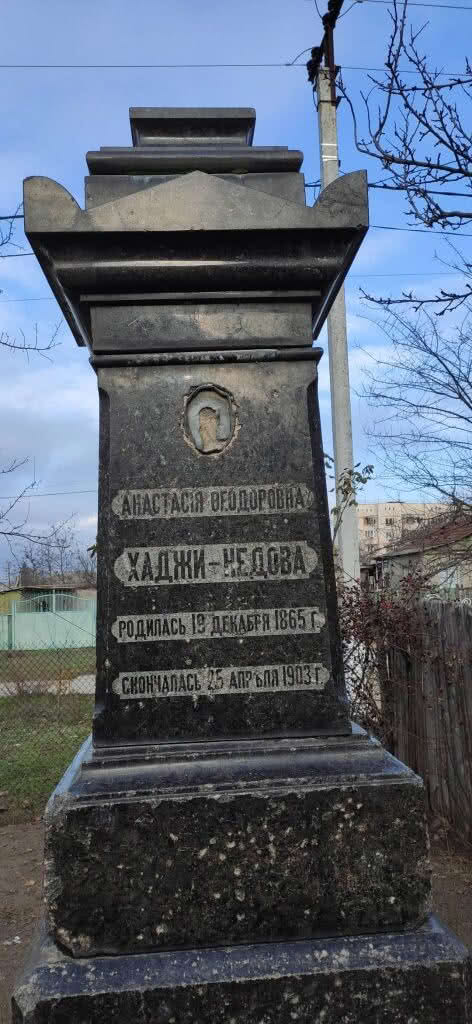 АНАСТАСІЯ ѲЕОДОРОВНА
ХАДЖИ-НЕДОВА
РОДИЛАСЬ 19 ДЕКАБРЯ 1865 Г.
СКОНЧАЛАСЬ 25 АПРѢЛЯ 1903 Г.